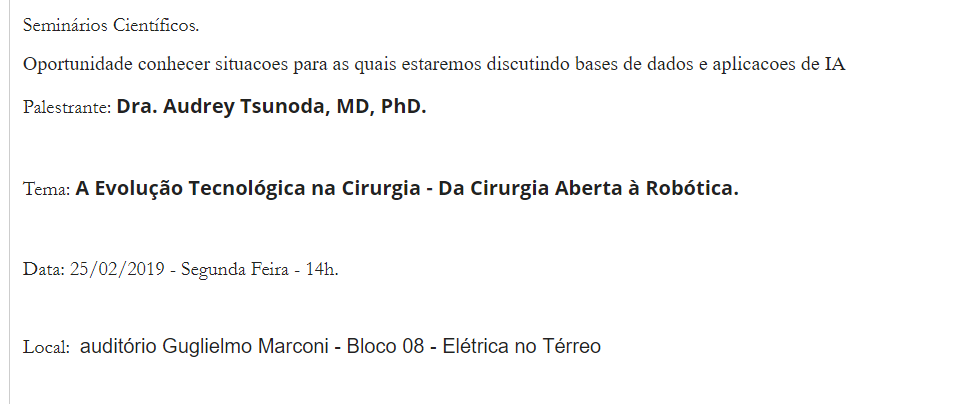 Seminários Científicos.
Oportunidade conhecer situacoes para as quais estaremos discutindo bases de dados e aplicacoes de IA
Palestrante: Dra. Audrey Tsunoda, MD, PhD.
Tema: A Evolução Tecnológica na Cirurgia - Da Cirurgia Aberta à Robótica.
Data: 25/02/2019 - Segunda Feira - 14h.
Local: auditório Guglielmo Marconi - Bloco 08 - Elétrica no Térreo